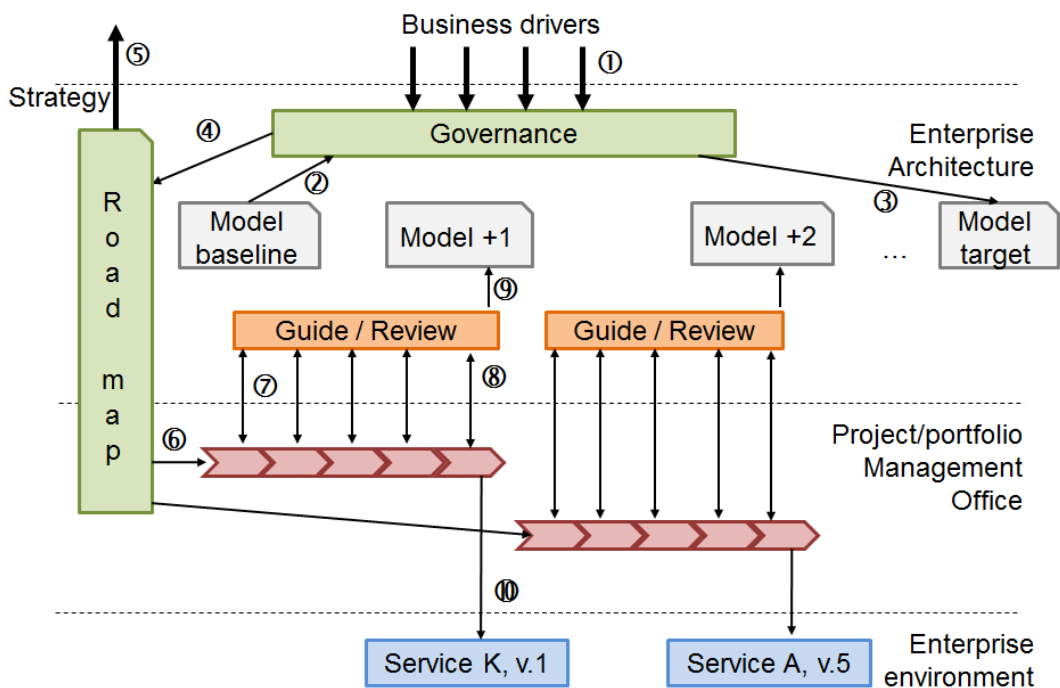 Business drivers
⑤
①
Strategy
④
Governance
Enterprise
Architecture
②
③
Road map
Model
baseline
Model +1
Model +2
...
Model
target
⑨
Guide / Review
Guide / Review
⑦
⑧
⑥
Project/portfolio
Management
Office
⑩
Service K, v.1
Service A, v.5
Enterprise
environment